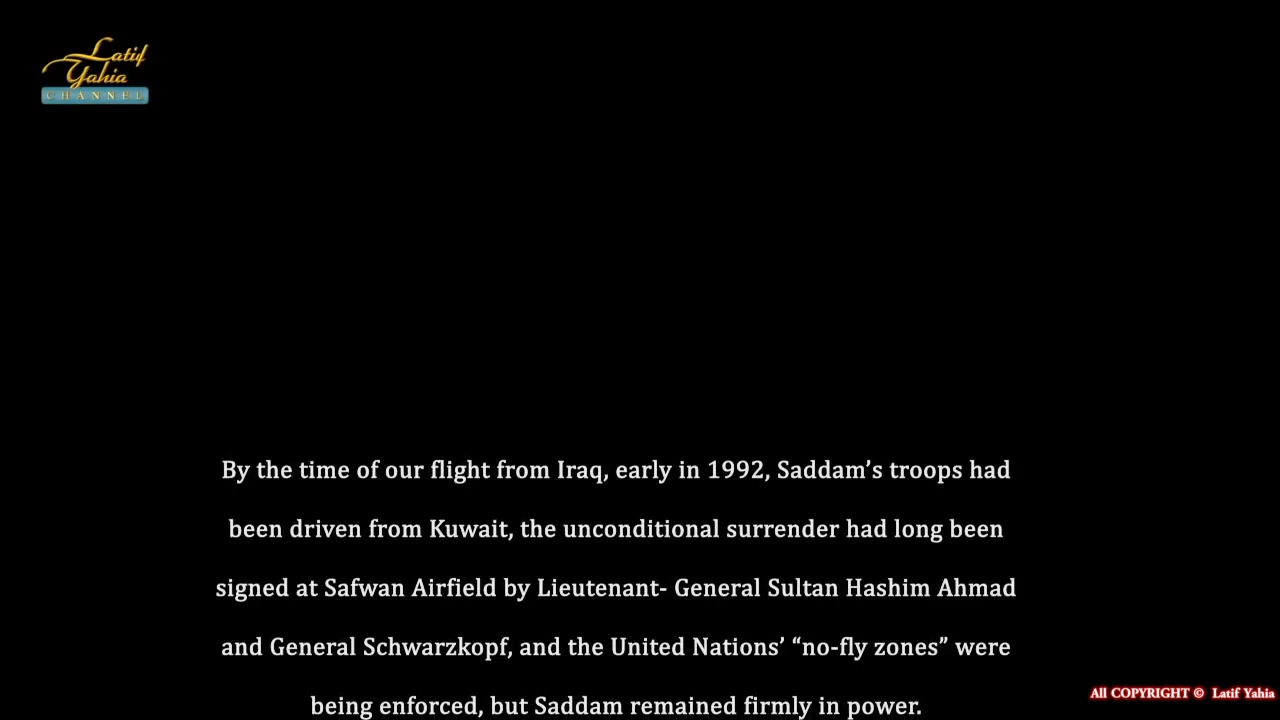 Latif
Yahia
CHANNEL
By the time of our flight from Iraq, early in 1992, Saddam’s troops had
been driven from Kuwait, the unconditional surrender had long been
signed at Safwan Airfield by Lieutenant- General Sultan Hashim Ahmad
and General Schwarzkopf, and the United Nations’ “no-fly zones” were
being enforced, but Saddam remained firmly in power.
All COPYRIGHT © Latif Yahia